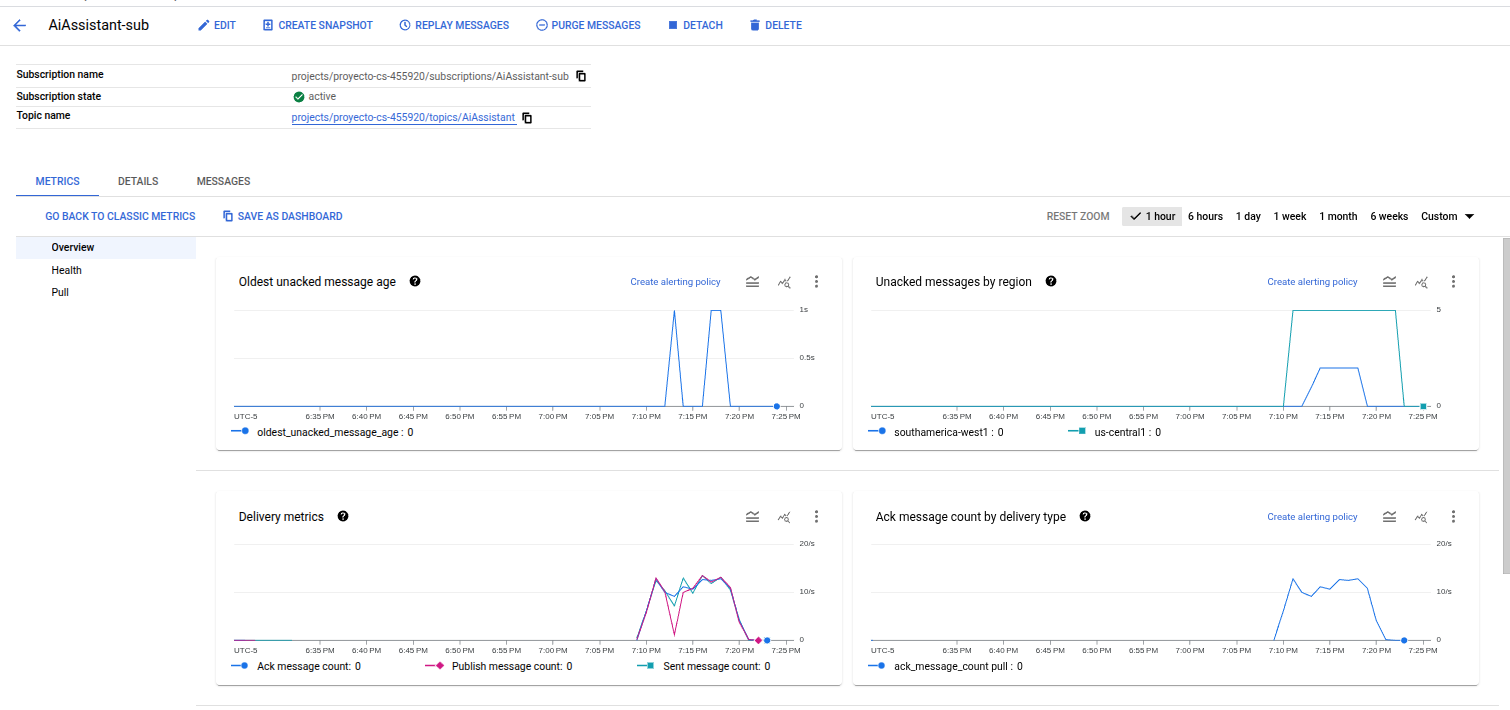 AiAssistant-sub EDIT CREATE SNAPSHOT REPLAY MESSAGES PURGE MESSAGES DETACH DELETE
Subscription name projects/proyecto-cs-455920/subscriptions/AiAssistant-sub
Subscription state active
Topic name projects/proyecto-cs-455920/topics/AiAssistant
METRICS DETAILS MESSAGES
GO BACK TO CLASSIC METRICS SAVE AS DASHBOARD RESET ZOOM 1 hour 6 hours 1 day 1 week 1 month 6 weeks Custom
Overview
Health
Pull
Oldest unacked message age Create alerting policy
1s
0.5s
0
UTC-5 6:35 PM 6:40 PM 6:45 PM 6:50 PM 6:55 PM 7:00 PM 7:05 PM 7:10 PM 7:15 PM 7:20 PM 7:25 PM
oldest_unacked_message_age : 0
Unacked messages by region Create alerting policy
5
0
UTC-5 6:35 PM 6:40 PM 6:45 PM 6:50 PM 6:55 PM 7:00 PM 7:05 PM 7:10 PM 7:15 PM 7:20 PM 7:25 PM
southamerica-west1 : 0 us-central1 : 0
Delivery metrics
20/s
10/s
0
UTC-5 6:35 PM 6:40 PM 6:45 PM 6:50 PM 6:55 PM 7:00 PM 7:05 PM 7:10 PM 7:15 PM 7:20 PM 7:25 PM
Ack message count: 0 Publish message count: 0 Sent message count: 0
Ack message count by delivery type Create alerting policy
20/s
10/s
0
UTC-5 6:35 PM 6:40 PM 6:45 PM 6:50 PM 6:55 PM 7:00 PM 7:05 PM 7:10 PM 7:15 PM 7:20 PM 7:25 PM
ack_message_count pull : 0